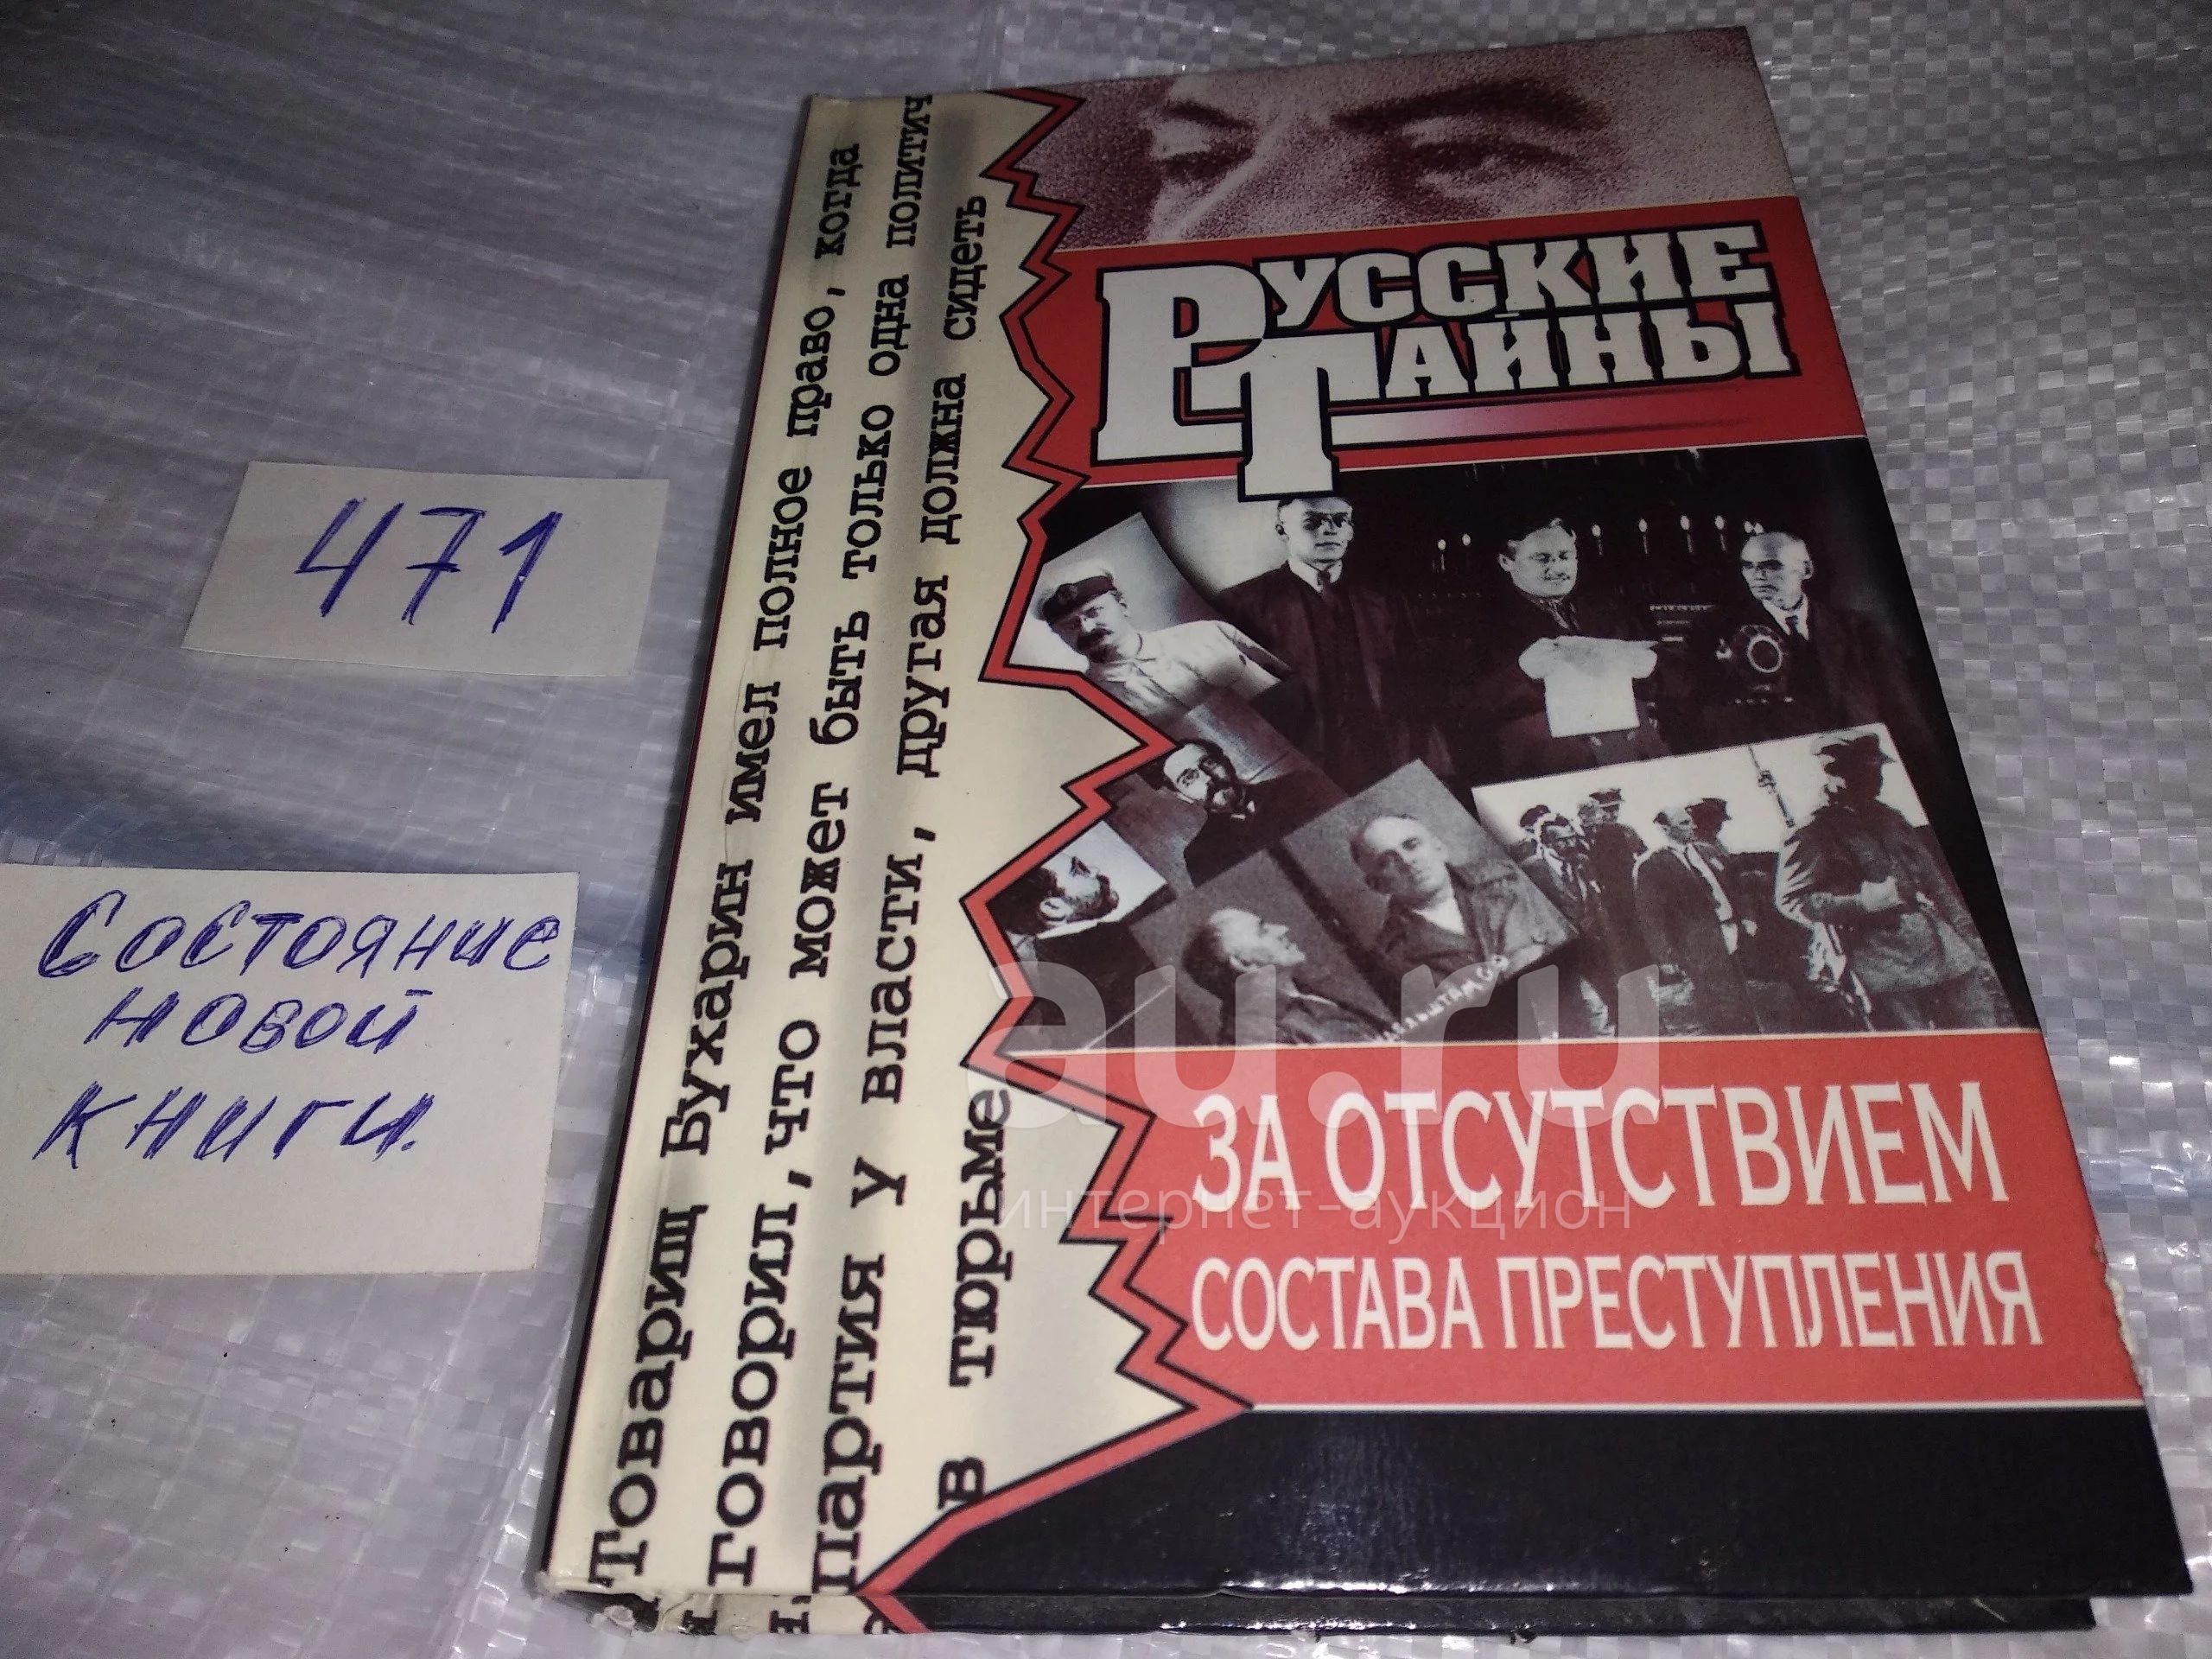 471
Состояние
новой
книги.
Товарищ Бухарин имел полное право, когда
говорил, что может быть только одна политич
партия у власти, другая должна сидеть
в тюрьме
РУССКИЕ
ТАЙНЫ
ЗА ОТСУТСТВИЕМ
СОСТАВА ПРЕСТУПЛЕНИЯ
au.ru
интернет-аукцион